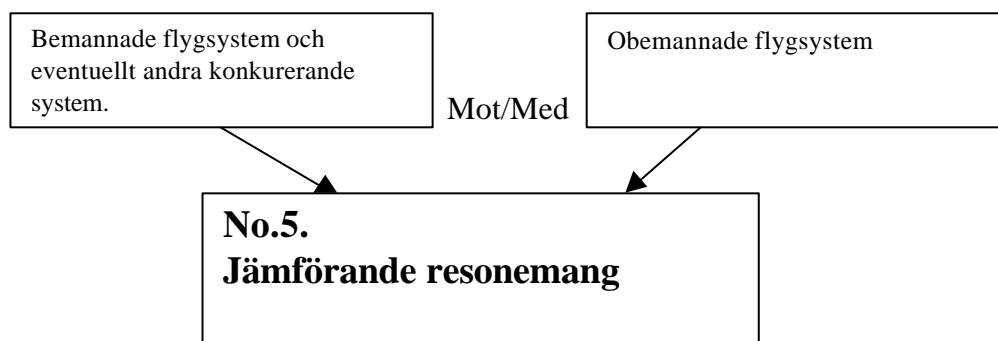 Bemannade flygsystem och
eventuellt andra konkurerande
system.
Mot/Med
Obemannade flygsystem
No.5.
Jämförande resonemang